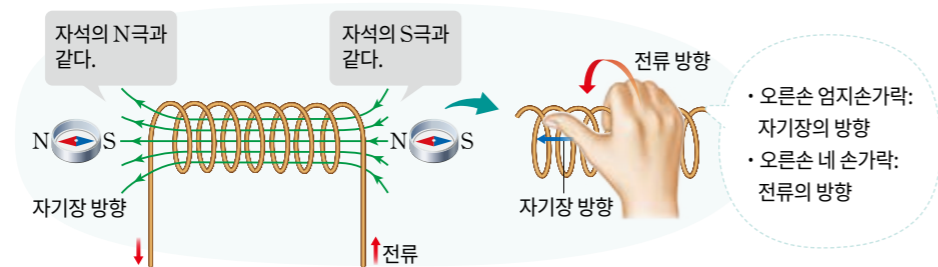 자석의 N극과
같다.
자석의 S극과
같다.
N
S
N
S
자기장 방향
전류
전류 방향
자기장 방향
· 오른손 엄지손가락:
자기장의 방향
· 오른손 네 손가락:
전류의 방향